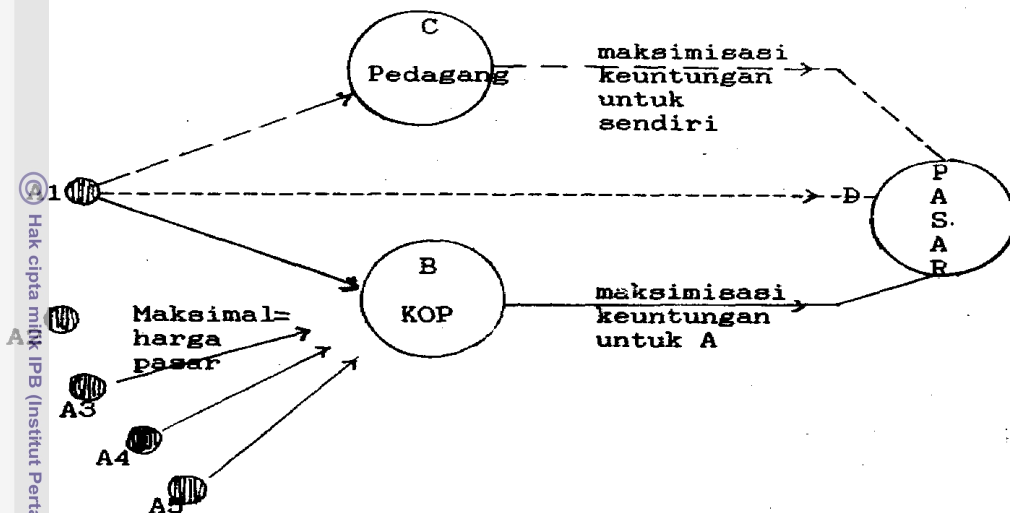 C
Pedagang
maksimisasi
keuntungan
untuk
sendiri
A1
D
P
A
S
A
R
B
KOP
maksimisasi
keuntungan
untuk A
Maksimal=
harga
pasar
A3
A4
A5
© Hak cipta milik IPB (Institut Perta